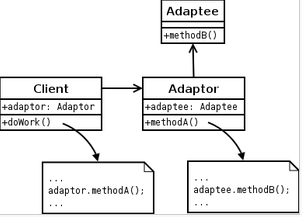 Adaptee
+methodB()
Client
+adaptor: Adaptor
+doWork()
Adaptor
+adaptee: Adaptee
+methodA()
...
adaptor.methodA();
...
...
adaptee.methodB();
...